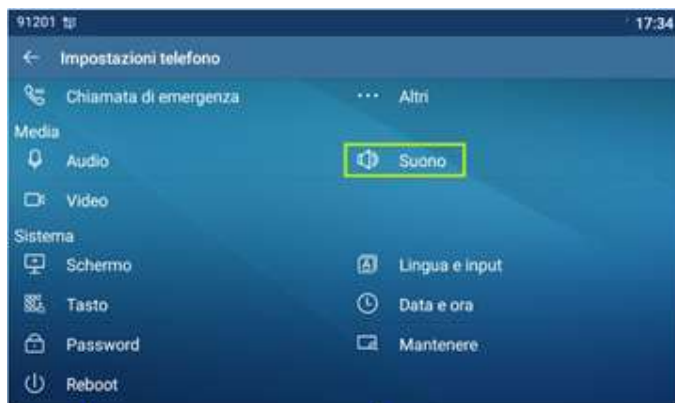 91201 17:34
Impostazioni telefono
Chiamata di emergenza
Altri
Media
Audio
Suono
Video
Sistema
Schermo
Lingua e input
Tasto
Data e ora
Password
Mantenere
Reboot